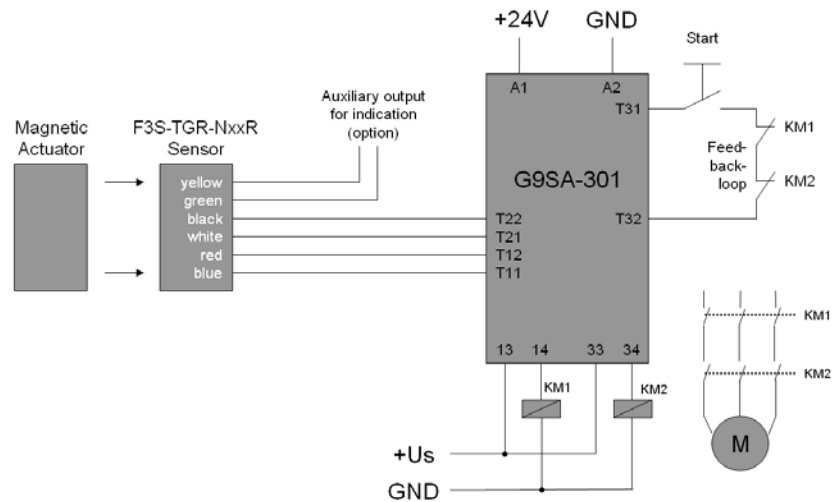 +24V GND
Start
A1 A2
T31
Auxiliary output
for indication
(option)
Magnetic
Actuator
F3S-TGR-NxxR
Sensor
KM1
Feed-
back-
loop
KM2
G9SA-301
yellow
green
black
white
red
blue
T22
T21
T12
T11
T32
KM1
KM2
M
13 14 33 34
KM1 KM2
+Us
GND